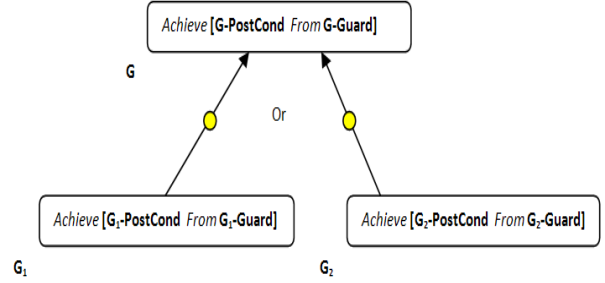 Achieve [G-PostCond From G-Guard]
G
Or
Achieve [G₁-PostCond From G₁-Guard]
Achieve [G₂-PostCond From G₂-Guard]
G₁
G₂